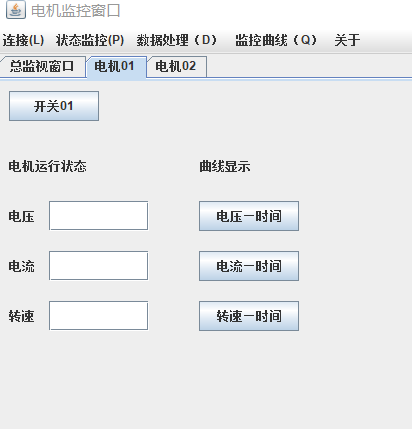 电机监控窗口
连接(L) 状态监控(P) 数据处理（D） 监控曲线（Q） 关于
总监视窗口 电机01 电机02
开关01
电机运行状态 曲线显示
电压 电压一时间
电流 电流一时间
转速 转速一时间